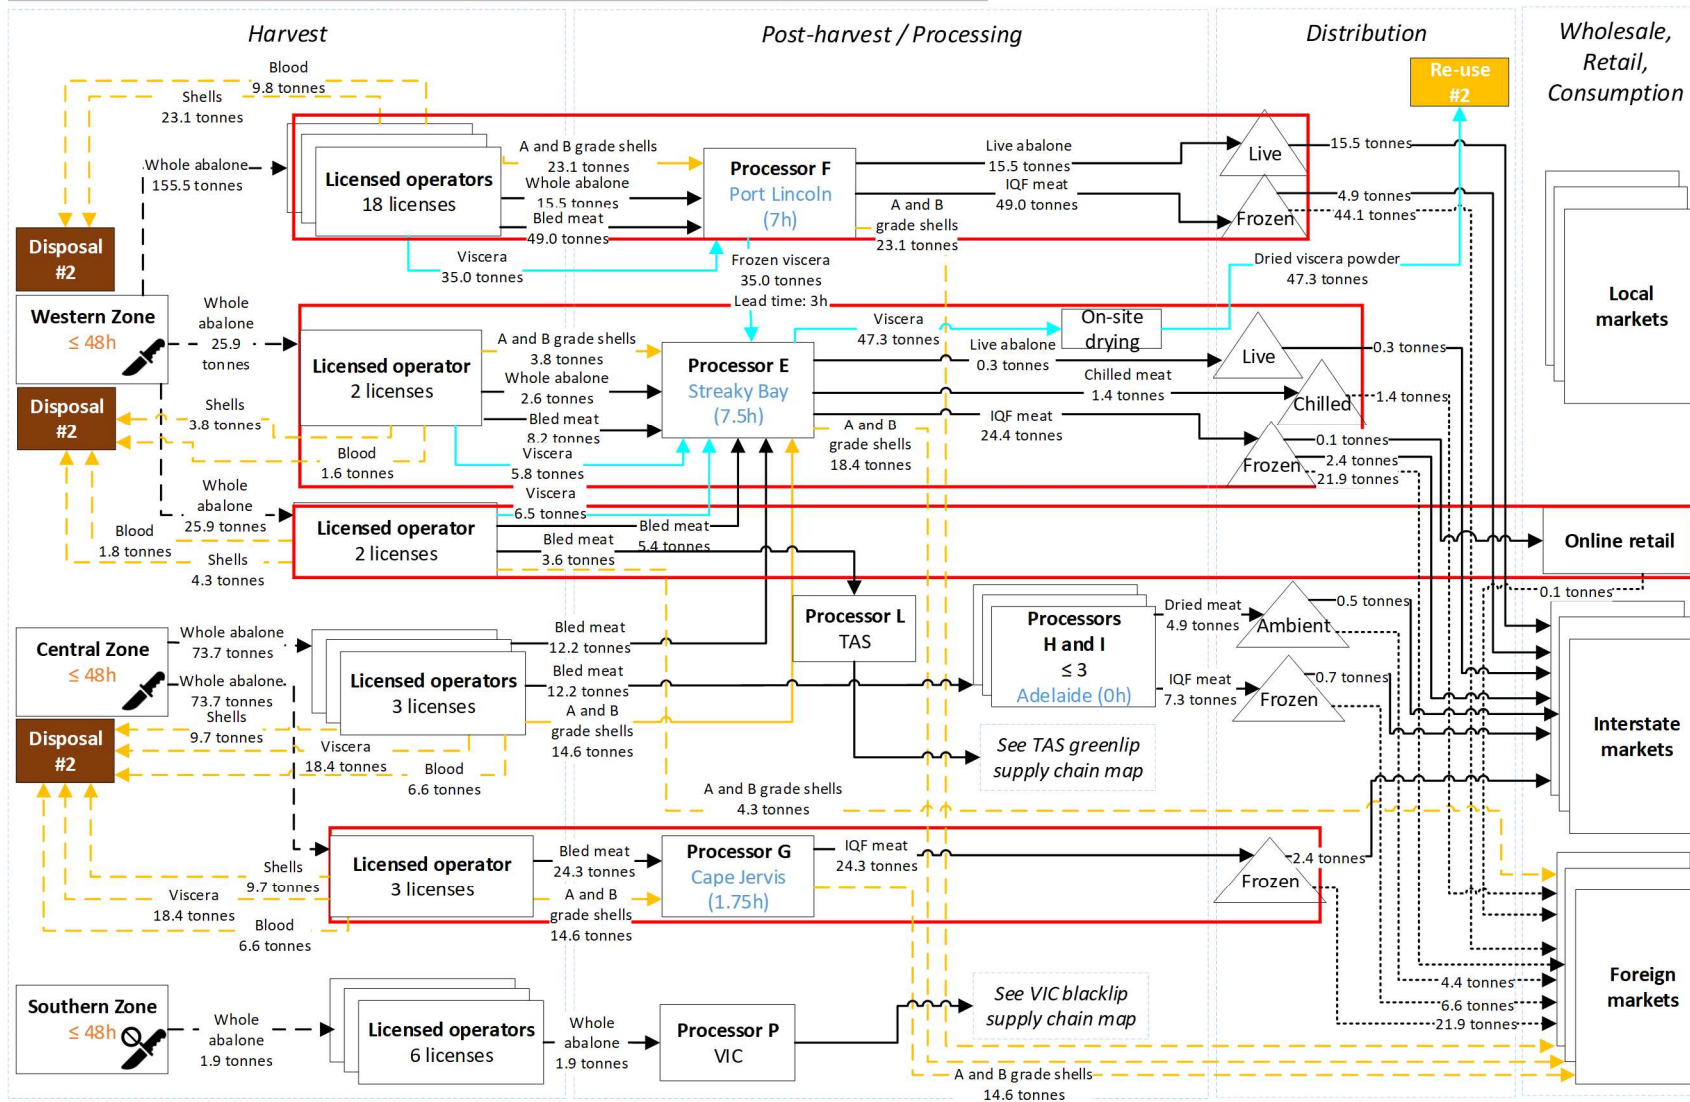 Harvest
Post-harvest / Processing
Distribution
Wholesale,
Retail,
Consumption
Re-use
#2
Blood
9.8 tonnes
Shells
23.1 tonnes
Whole abalone
155.5 tonnes
Licensed operators
18 licenses
A and B grade shells
23.1 tonnes
Whole abalone
15.5 tonnes
Bled meat
49.0 tonnes
Processor F
Port Lincoln
(7h)
Live abalone
15.5 tonnes
IQF meat
49.0 tonnes
A and B
grade shells
23.1 tonnes
Live
15.5 tonnes
Frozen
4.9 tonnes
44.1 tonnes
Disposal
#2
Viscera
35.0 tonnes
Frozen viscera
35.0 tonnes
Lead time: 3h
Dried viscera powder
47.3 tonnes
Local
markets
Western Zone
≤ 48h
Whole
abalone
25.9
tonnes
Licensed operator
2 licenses
A and B grade shells
3.8 tonnes
Whole abalone
2.6 tonnes
Bled meat
8.2 tonnes
Viscera
5.8 tonnes
Processor E
Streaky Bay
(7.5h)
Viscera
47.3 tonnes
On-site
drying
Live abalone
0.3 tonnes
Chilled meat
1.4 tonnes
IQF meat
24.4 tonnes
A and B
grade shells
18.4 tonnes
Live
0.3 tonnes
Chilled
1.4 tonnes
Frozen
0.1 tonnes
2.4 tonnes
21.9 tonnes
Disposal
#2
Shells
3.8 tonnes
Blood
1.6 tonnes
Whole
abalone
25.9 tonnes
Blood
1.8 tonnes
Shells
4.3 tonnes
Licensed operator
2 licenses
Viscera
6.5 tonnes
Bled meat
5.4 tonnes
Bled meat
3.6 tonnes
Online retail
0.1 tonnes
Processor L
TAS
Processors
H and I
≤ 3
Adelaide (0h)
Dried meat
4.9 tonnes
IQF meat
7.3 tonnes
Ambient
0.5 tonnes
Frozen
0.7 tonnes
Central Zone
≤ 48h
Whole abalone
73.7 tonnes
Whole abalone
73.7 tonnes
Licensed operators
3 licenses
Bled meat
12.2 tonnes
Bled meat
12.2 tonnes
A and B
grade shells
14.6 tonnes
Disposal
#2
Shells
9.7 tonnes
Viscera
18.4 tonnes
Blood
6.6 tonnes
See TAS greenlip
supply chain map
Interstate
markets
A and B grade shells
4.3 tonnes
Shells
9.7 tonnes
Viscera
18.4 tonnes
Blood
6.6 tonnes
Licensed operator
3 licenses
Bled meat
24.3 tonnes
A and B
grade shells
14.6 tonnes
Processor G
Cape Jervis
(1.75h)
IQF meat
24.3 tonnes
Frozen
2.4 tonnes
Foreign
markets
4.4 tonnes
6.6 tonnes
21.9 tonnes
Southern Zone
≤ 48h
Whole
abalone
1.9 tonnes
Licensed operators
6 licenses
Whole
abalone
1.9 tonnes
Processor P
VIC
See VIC blacklip
supply chain map
A and B grade shells
14.6 tonnes